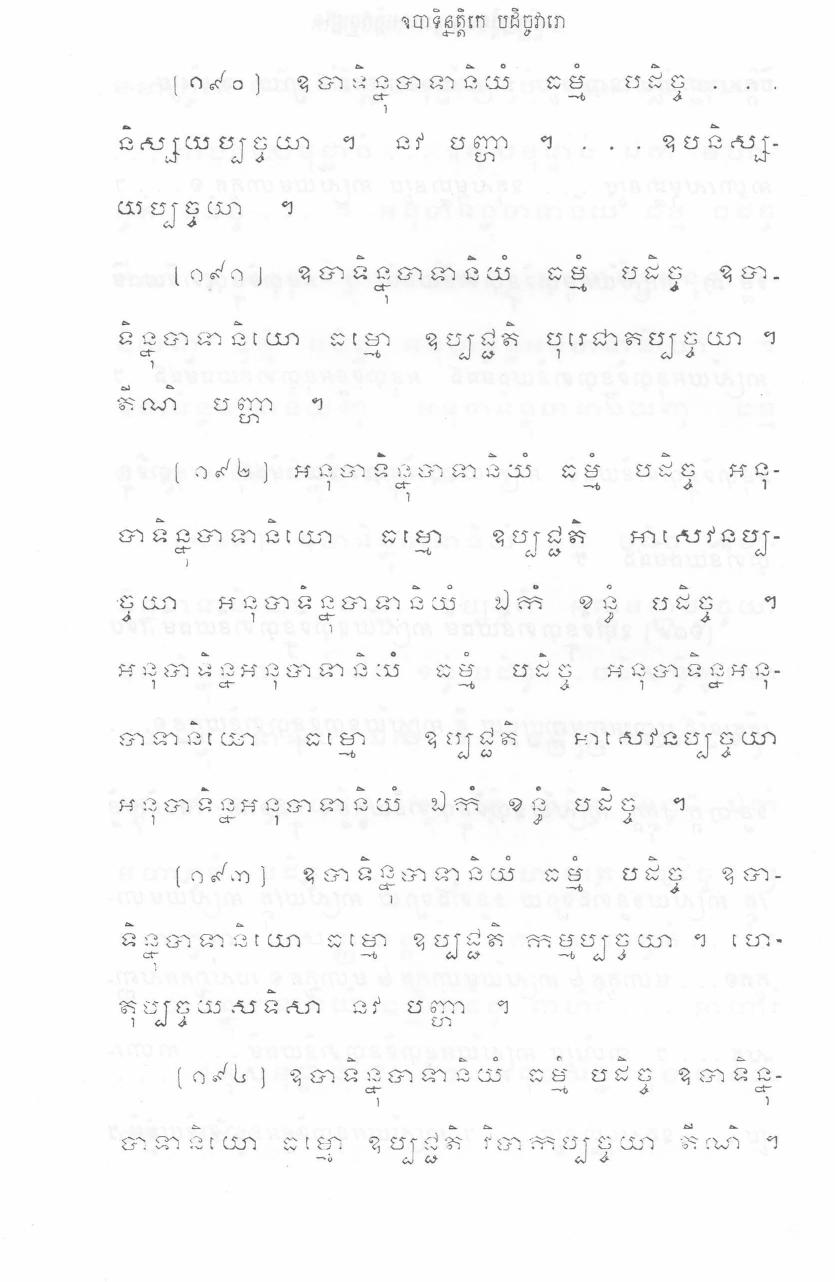 ឧបាទិន្នត្តិកេ បដិច្ចវារោ
(១៩០) ឧបាទិន្នុបាទានិយំ ធម្មំ បដិច្ច . . .
និស្សយប្បច្ចយា ។ នវ បញ្ហា ។ . . . ឧបនិស្ស-
យប្បច្ចយា ។
(១៩១) ឧបាទិន្នុបាទានិយំ ធម្មំ បដិច្ច ឧបា-
ទិន្នុបាទានិយោ ធម្មោ ឧប្បជ្ជតិ បុរេជាតប្បច្ចយា ។
តីណិ បញ្ហា ។
(១៩២) អនុបាទិន្នុបាទានិយំ ធម្មំ បដិច្ច អនុ-
បាទិន្នុបាទានិយោ ធម្មោ ឧប្បជ្ជតិ អាសេវនប្ប-
ច្ចយា អនុបាទិន្នុបាទានិយំ ឯកំ ខន្ធំ បដិច្ច ។
អនុបាទិន្នអនុបាទានិយំ ធម្មំ បដិច្ច អនុបាទិន្នអនុ-
បាទានិយោ ធម្មោ ឧប្បជ្ជតិ អាសេវនប្បច្ចយា
អនុបាទិន្នអនុបាទានិយំ ឯកំ ខន្ធំ បដិច្ច ។
(១៩៣) ឧបាទិន្នុបាទានិយំ ធម្មំ បដិច្ច ឧបា-
ទិន្នុបាទានិយោ ធម្មោ ឧប្បជ្ជតិ កម្មប្បច្ចយា ។ ហេ-
តុប្បច្ចយសទិសា នវ បញ្ហា ។
(១៩៤) ឧបាទិន្នុបាទានិយំ ធម្មំ បដិច្ច ឧបាទិន្នុ-
បាទានិយោ ធម្មោ ឧប្បជ្ជតិ វិបាកប្បច្ចយា តីណិ ។